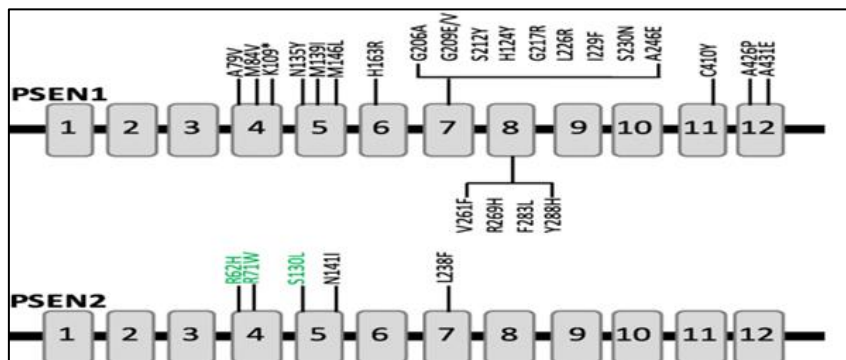 A79V M84V K109* N135Y M139I M146L H163R G206A G209E/V S212Y H124Y G217R L226R I229F S230N A246E C410Y A426P A431E
PSEN1
1 2 3 4 5 6 7 8 9 10 11 12
V261F R269H F283L Y288H
R62H R71W S130L N141I L238F
PSEN2
1 2 3 4 5 6 7 8 9 10 11 12